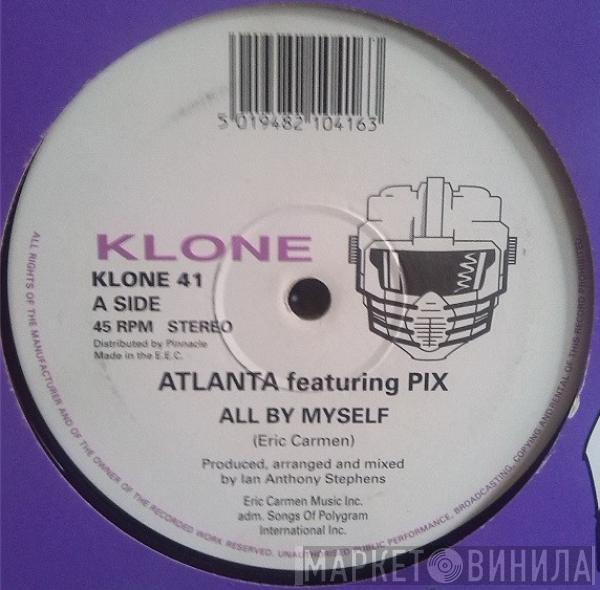 5 019482 104163
KLONE
KLONE 41
A SIDE
45 RPM STEREO
Distributed by Pinnacle
Made in the E.E.C.
ATLANTA featuring PIX
ALL BY MYSELF
(Eric Carmen)
Produced, arranged and mixed
by Ian Anthony Stephens
Eric Carmen Music Inc.
adm. Songs Of Polygram
International Inc.
ALL RIGHTS OF THE MANUFACTURER AND OF THE OWNER OF THE RECORDED WORK RESERVED. UNAUTHORISED PUBLIC PERFORMANCE, BROADCASTING, COPYING AND RENTAL OF THIS RECORD PROHIBITED.
МАРКЕТ ВИНИЛА